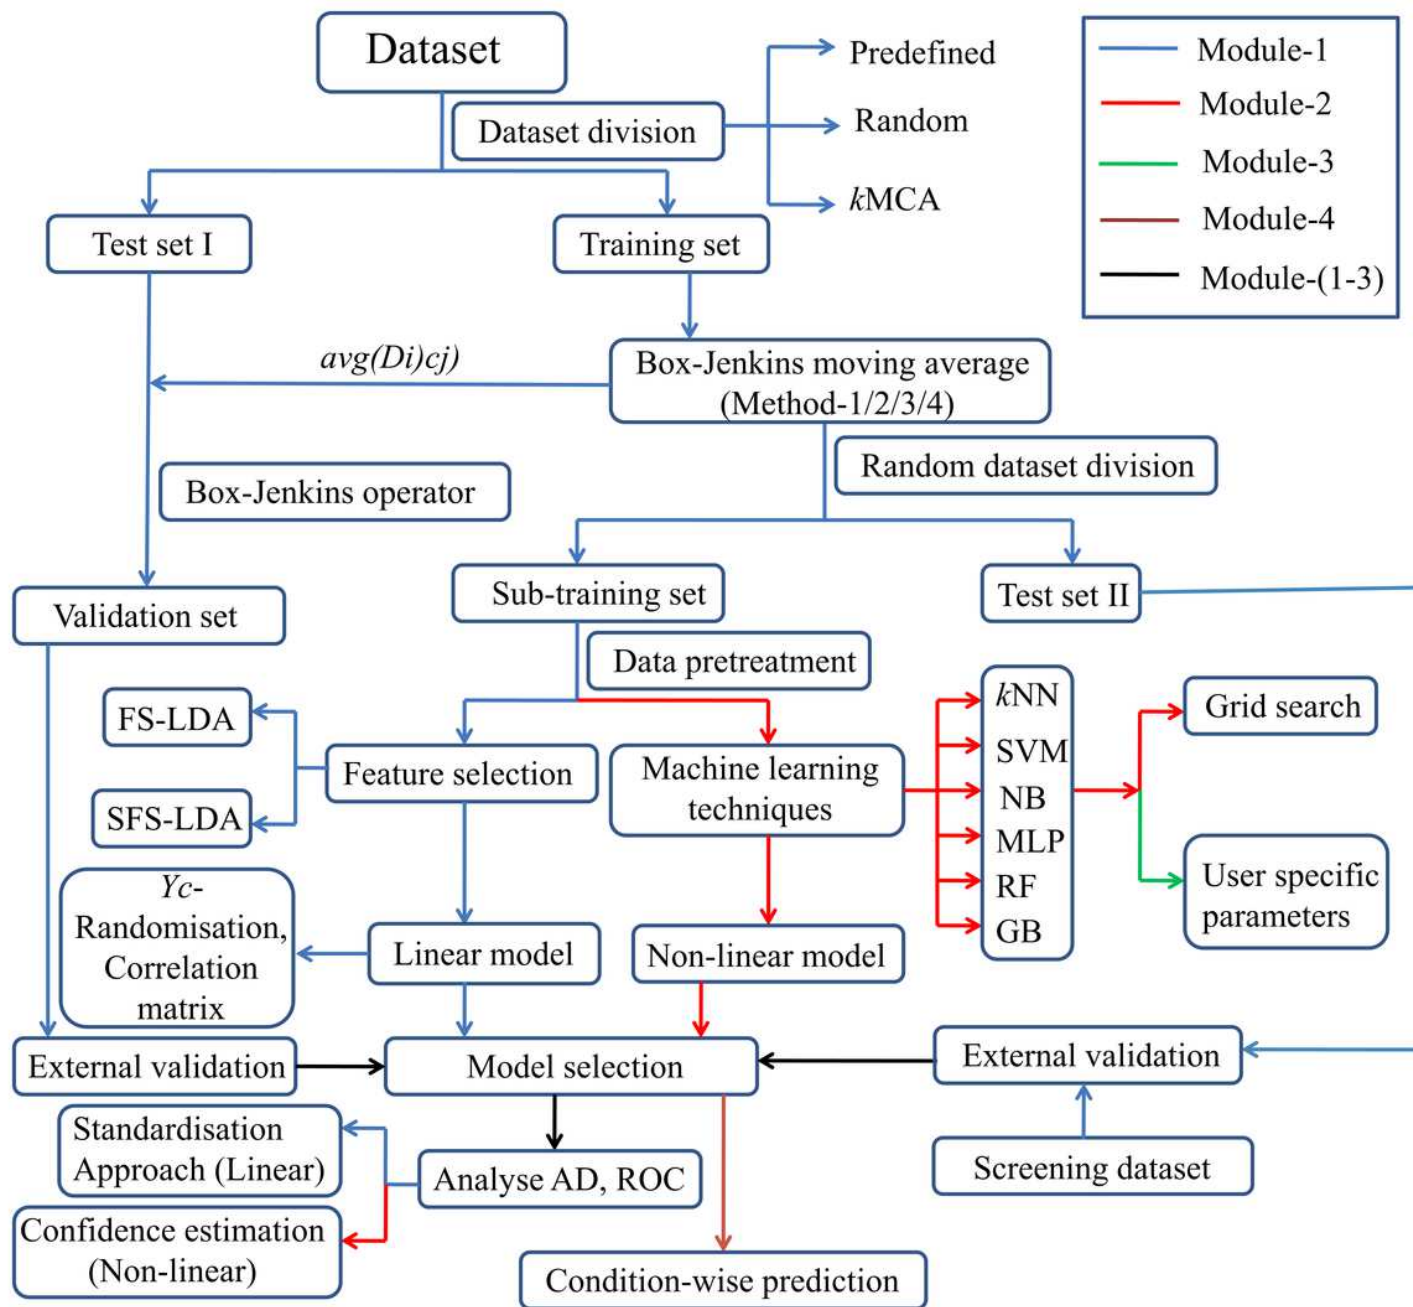 Dataset
Predefined
Dataset division
Random
kMCA
Module-1
Module-2
Module-3
Module-4
Module-(1-3)
Test set I
Training set
avg(Di)cj)
Box-Jenkins moving average
(Method-1/2/3/4)
Random dataset division
Box-Jenkins operator
Sub-training set
Test set II
Validation set
Data pretreatment
FS-LDA
SFS-LDA
Feature selection
Machine learning
techniques
kNN
SVM
NB
MLP
RF
GB
Grid search
User specific
parameters
Yc-
Randomisation,
Correlation
matrix
Linear model
Non-linear model
External validation
Model selection
External validation
Screening dataset
Standardisation
Approach (Linear)
Analyse AD, ROC
Confidence estimation
(Non-linear)
Condition-wise prediction